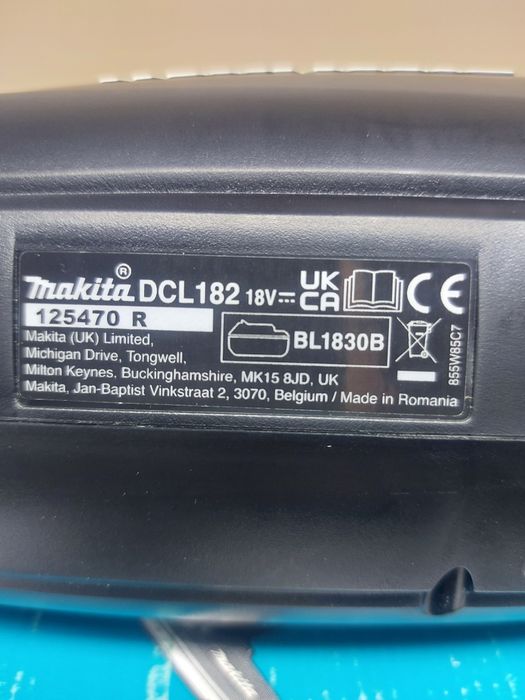 makita® DCL182 18V UK CA CE
125470 R
BL1830B
Makita (UK) Limited,
Michigan Drive, Tongwell,
Milton Keynes. Buckinghamshire, MK15 8JD, UK
Makita, Jan-Baptist Vinkstraat 2, 3070, Belgium / Made in Romania
855W85C7
makita